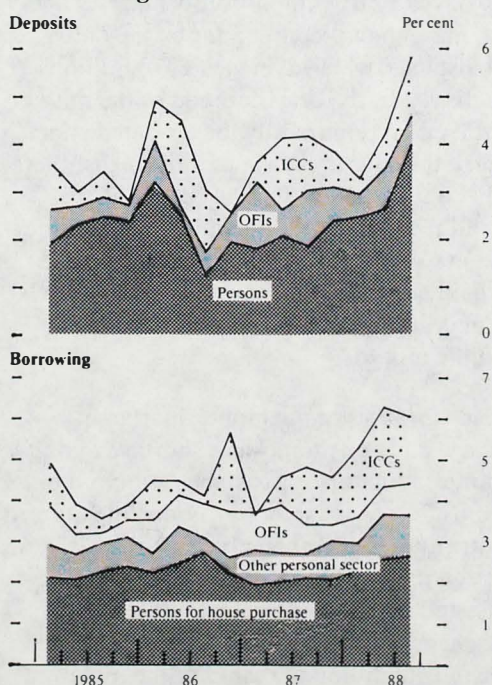 Deposits
Per cent
6
ICCs
4
OFIs
2
Persons
0
Borrowing
7
ICCs
5
OFIs
3
Other personal sector
Persons for house purchase
1
1985 86 87 88